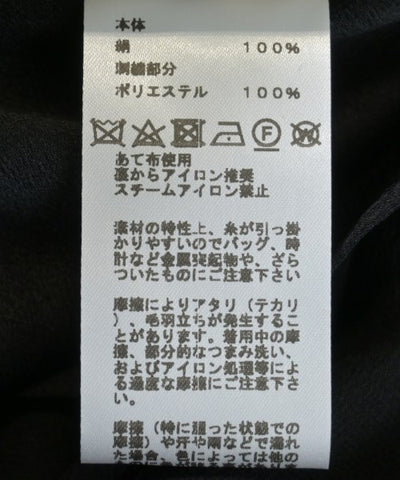 本体
絹 100%
刺繍部分
ポリエステル 100%
F W
あて布使用
裏からアイロン推奨
スチームアイロン禁止
素材の特性上、糸が引っ掛
かりやすいのでバッグ、時
計など金属突起物や、ざら
ついたものにご注意下さい
摩擦によりアタリ(テカリ
)、毛羽立ちが発生するこ
とがあります。着用中の摩
擦、部分的なつまみ洗い、
およびアイロン処理等によ
る過度な摩擦にご注意下さ
い。
摩擦(特に湿った状態での
摩擦)や汗や雨などで濡れ
た場合、色によっては他の